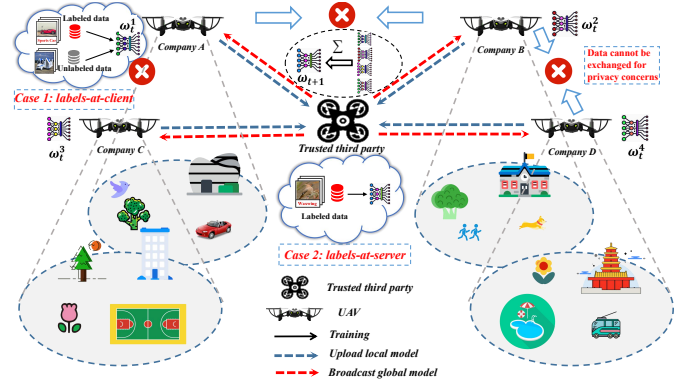 Labeled data
Sports Car
Unlabeled data
ω_t^1
Company A
Case 1: labels-at-client
Σ
ω_{t+1}
Company B
ω_t^2
Data cannot be
exchanged for
privacy concerns
ω_t^3
Company C
Trusted third party
Company D
ω_t^4
Labeled data
Case 2: labels-at-server
Trusted third party
UAV
Training
Upload local model
Broadcast global model